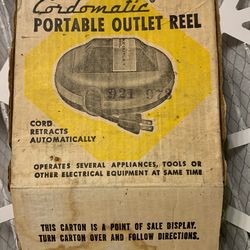 Cordomatic
PORTABLE OUTLET REEL
CORD
RETRACTS
AUTOMATICALLY
OPERATES SEVERAL APPLIANCES, TOOLS OR
OTHER ELECTRICAL EQUIPMENT AT SAME TIME
THIS CARTON IS A POINT OF SALE DISPLAY.
TURN CARTON OVER AND FOLLOW DIRECTIONS.